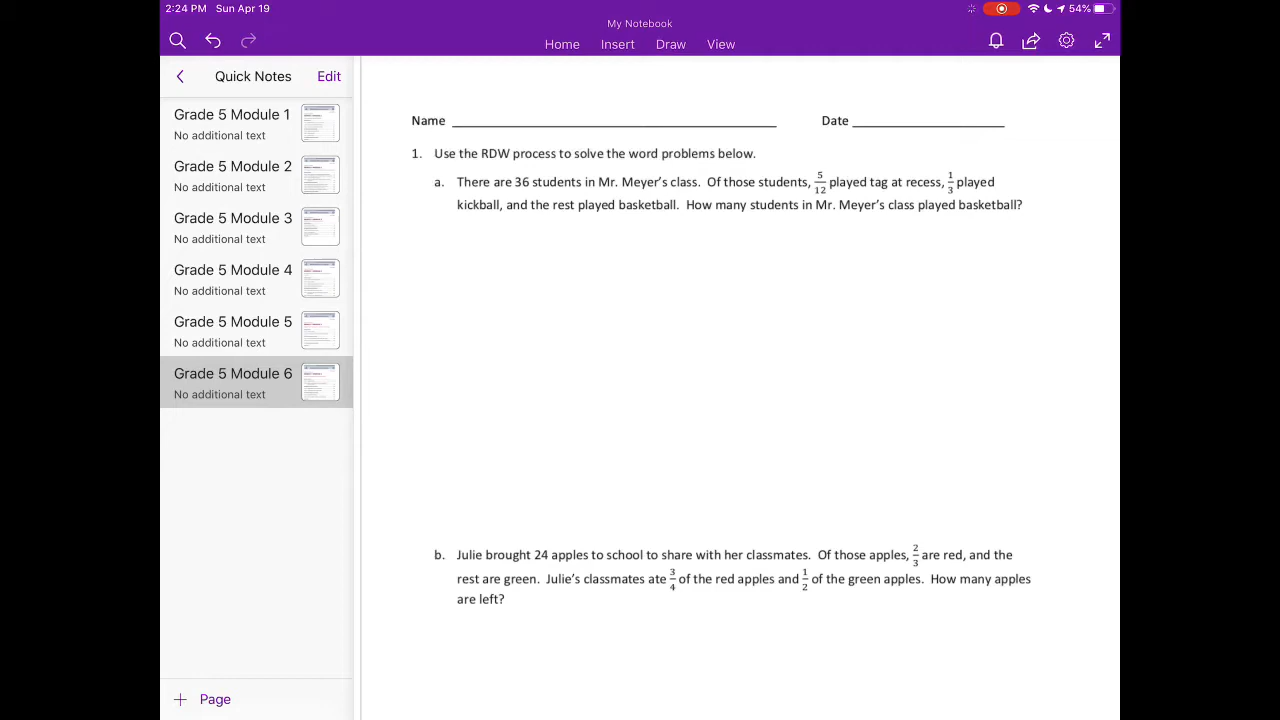 2:24 PM Sun Apr 19
54%
My Notebook
Home Insert Draw View
Quick Notes Edit
Grade 5 Module 1
No additional text
Grade 5 Module 2
No additional text
Grade 5 Module 3
No additional text
Grade 5 Module 4
No additional text
Grade 5 Module 5
No additional text
Grade 5 Module 6
No additional text
+ Page
Name ____ Date ____
1. Use the RDW process to solve the word problems below.
a. There are 36 students in Mr. Meyer's class. Of those students, 5/12 played tag at recess, 1/3 played
kickball, and the rest played basketball. How many students in Mr. Meyer's class played basketball?
b. Julie brought 24 apples to school to share with her classmates. Of those apples, 2/3 are red, and the
rest are green. Julie's classmates ate 3/4 of the red apples and 1/2 of the green apples. How many apples
are left?